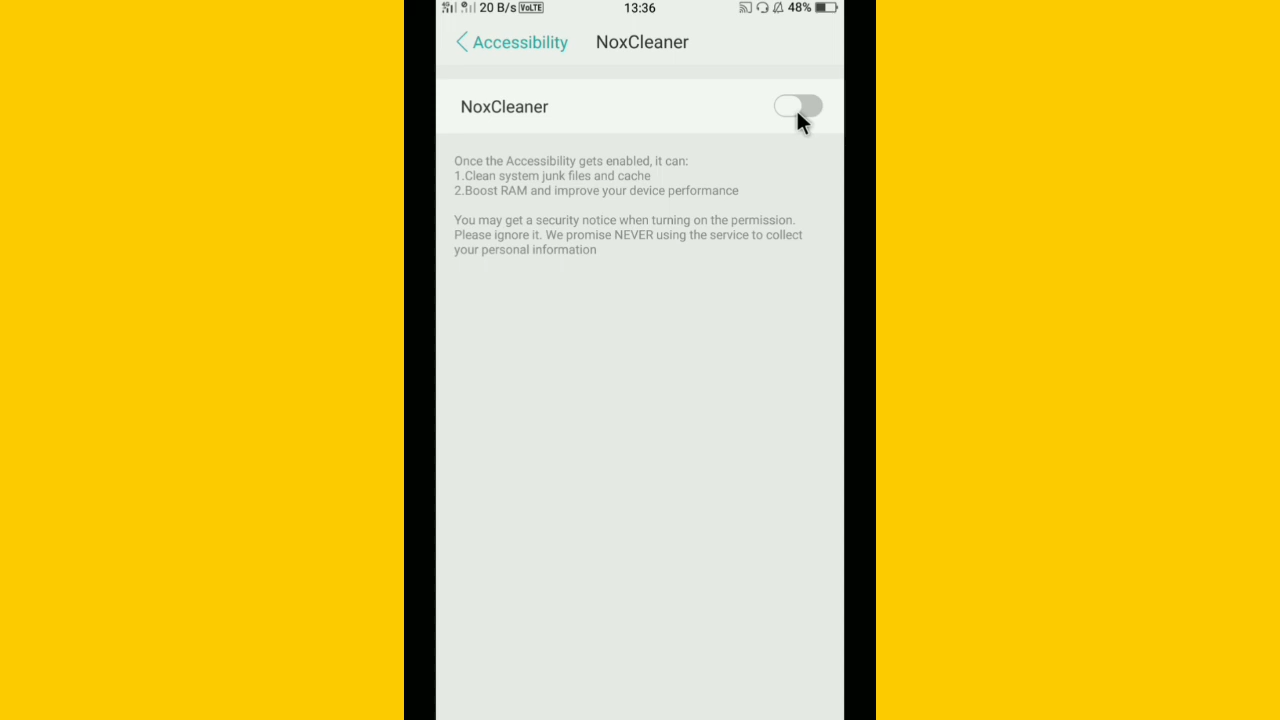 20 B/s VoLTE 13:36 48%
Accessibility NoxCleaner
NoxCleaner
Once the Accessibility gets enabled, it can:
1.Clean system junk files and cache
2.Boost RAM and improve your device performance
You may get a security notice when turning on the permission.
Please ignore it. We promise NEVER using the service to collect
your personal information